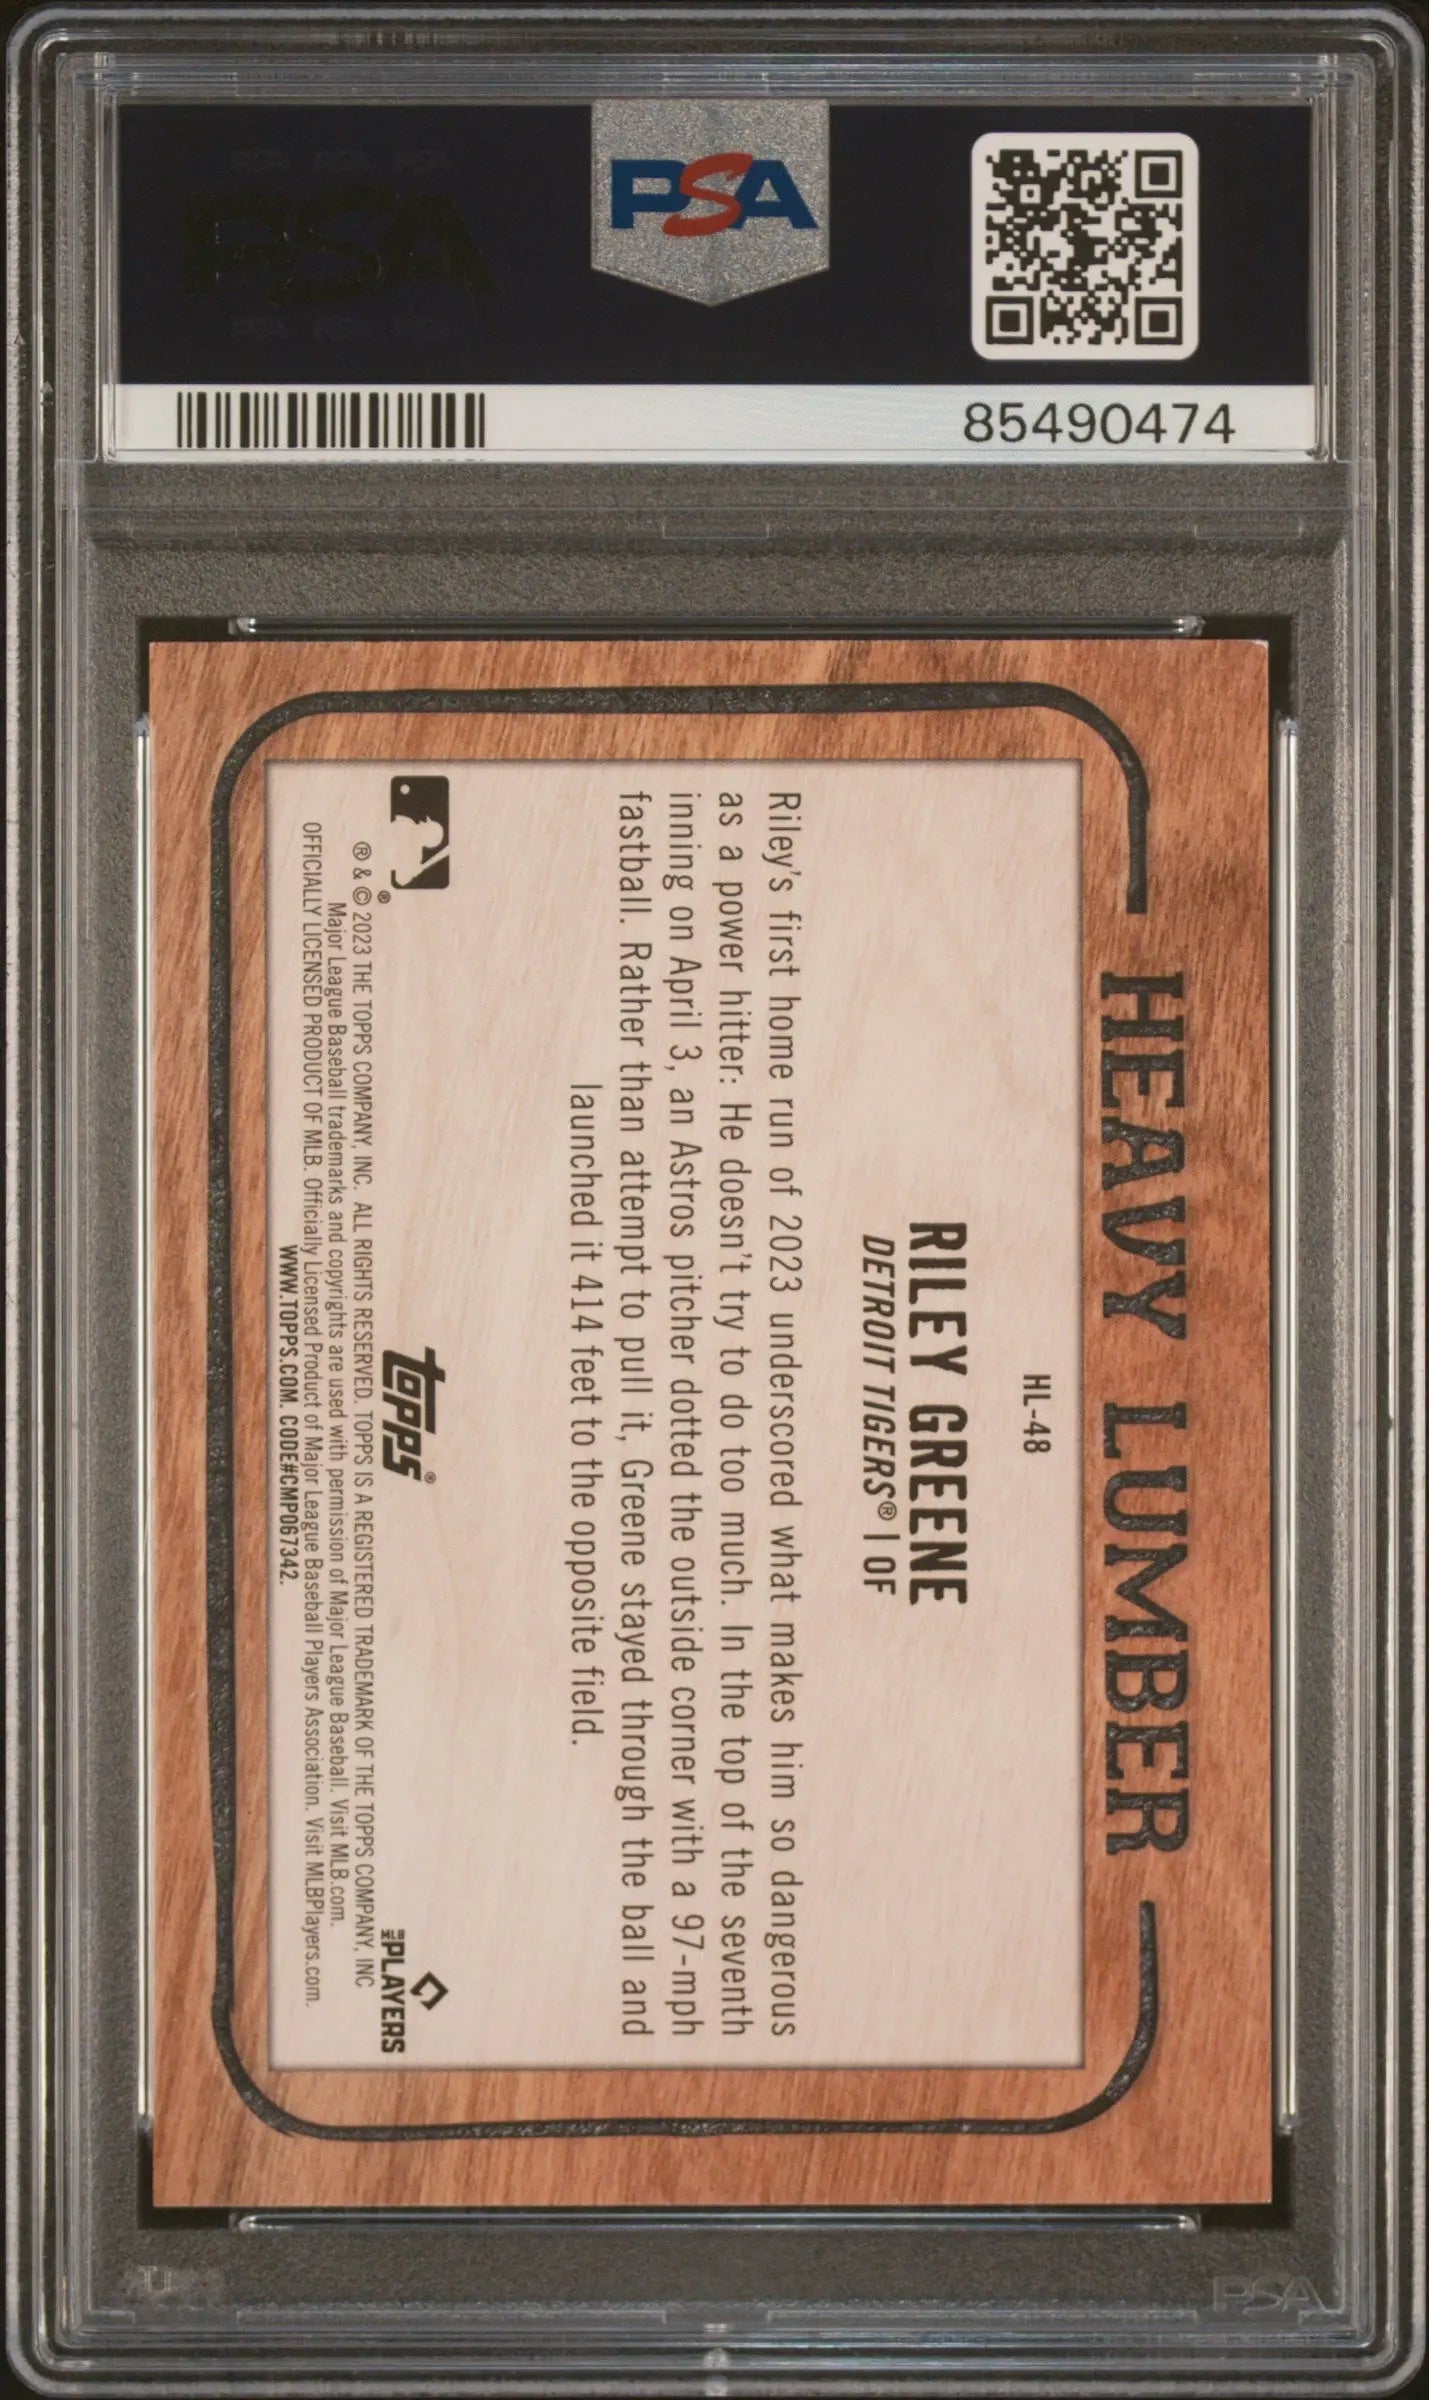 PSA
85490474
HEAVY LUMBER
HL-48
RILEY GREENE
DETROIT TIGERS® | OF
Riley's first home run of 2023 underscored what makes him so dangerous
as a power hitter: He doesn't try to do too much. In the top of the seventh
inning on April 3, an Astros pitcher dotted the outside corner with a 97-mph
fastball. Rather than attempt to pull it, Greene stayed through the ball and
launched it 414 feet to the opposite field.
®
topps®
MLB PLAYERS
® & © 2023 THE TOPPS COMPANY, INC. ALL RIGHTS RESERVED. TOPPS IS A REGISTERED TRADEMARK OF THE TOPPS COMPANY, INC
Major League Baseball trademarks and copyrights are used with permission of Major League Baseball. Visit MLB.com.
OFFICIALLY LICENSED PRODUCT OF MLB. Officially Licensed Product of Major League Baseball Players Association. Visit MLBPlayers.com.
WWW.TOPPS.COM. CODE#CMP067342.
PSA